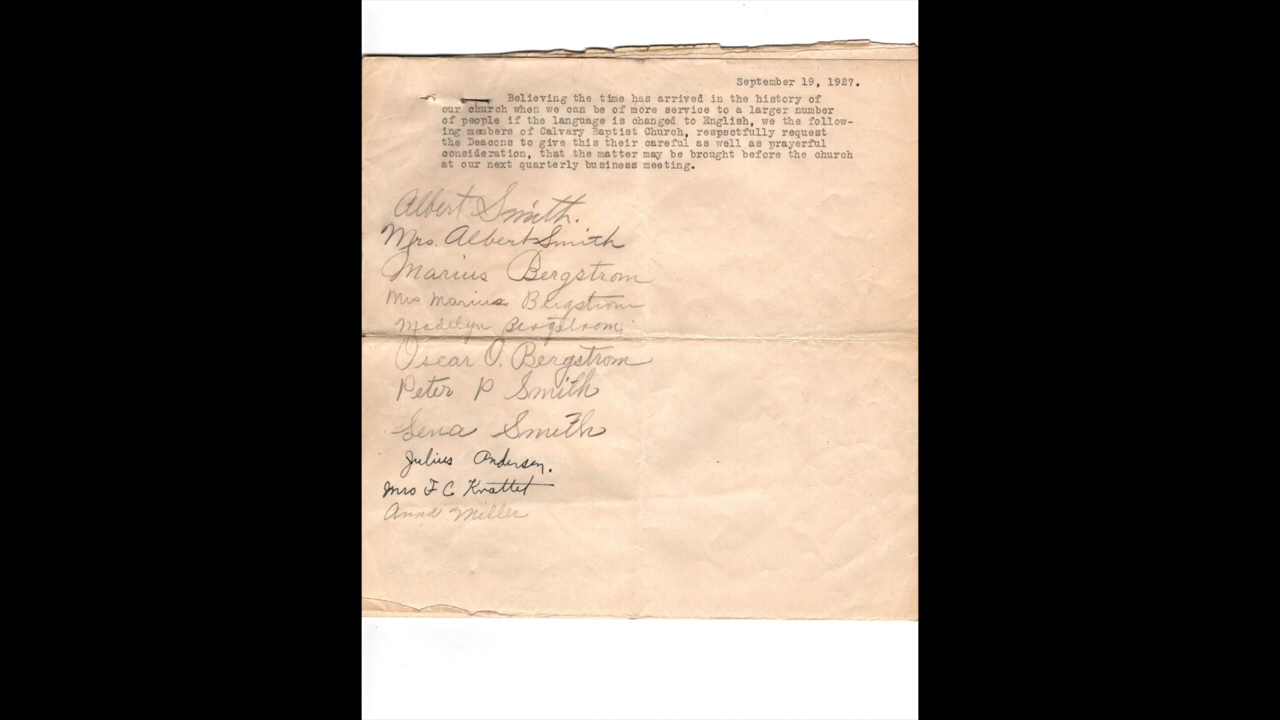 September 19, 1927.
Believing the time has arrived in the history of
our church when we can be of more service to a larger number
of people if the language is changed to English, we the follow-
ing members of Calvary Baptist Church, respectfully request
the Deacons to give this their careful as well as prayerful
consideration, that the matter may be brought before the church
at our next quarterly business meeting.
Albert Smith.
Mrs. Albert Smith
Marius Bergstrom
Mrs Marius Bergstrom
Madelyn Bergstrom
Oscar O. Bergstrom
Peter P Smith
Sena Smith
Julius Andersen.
Mrs F C
Anna Miller